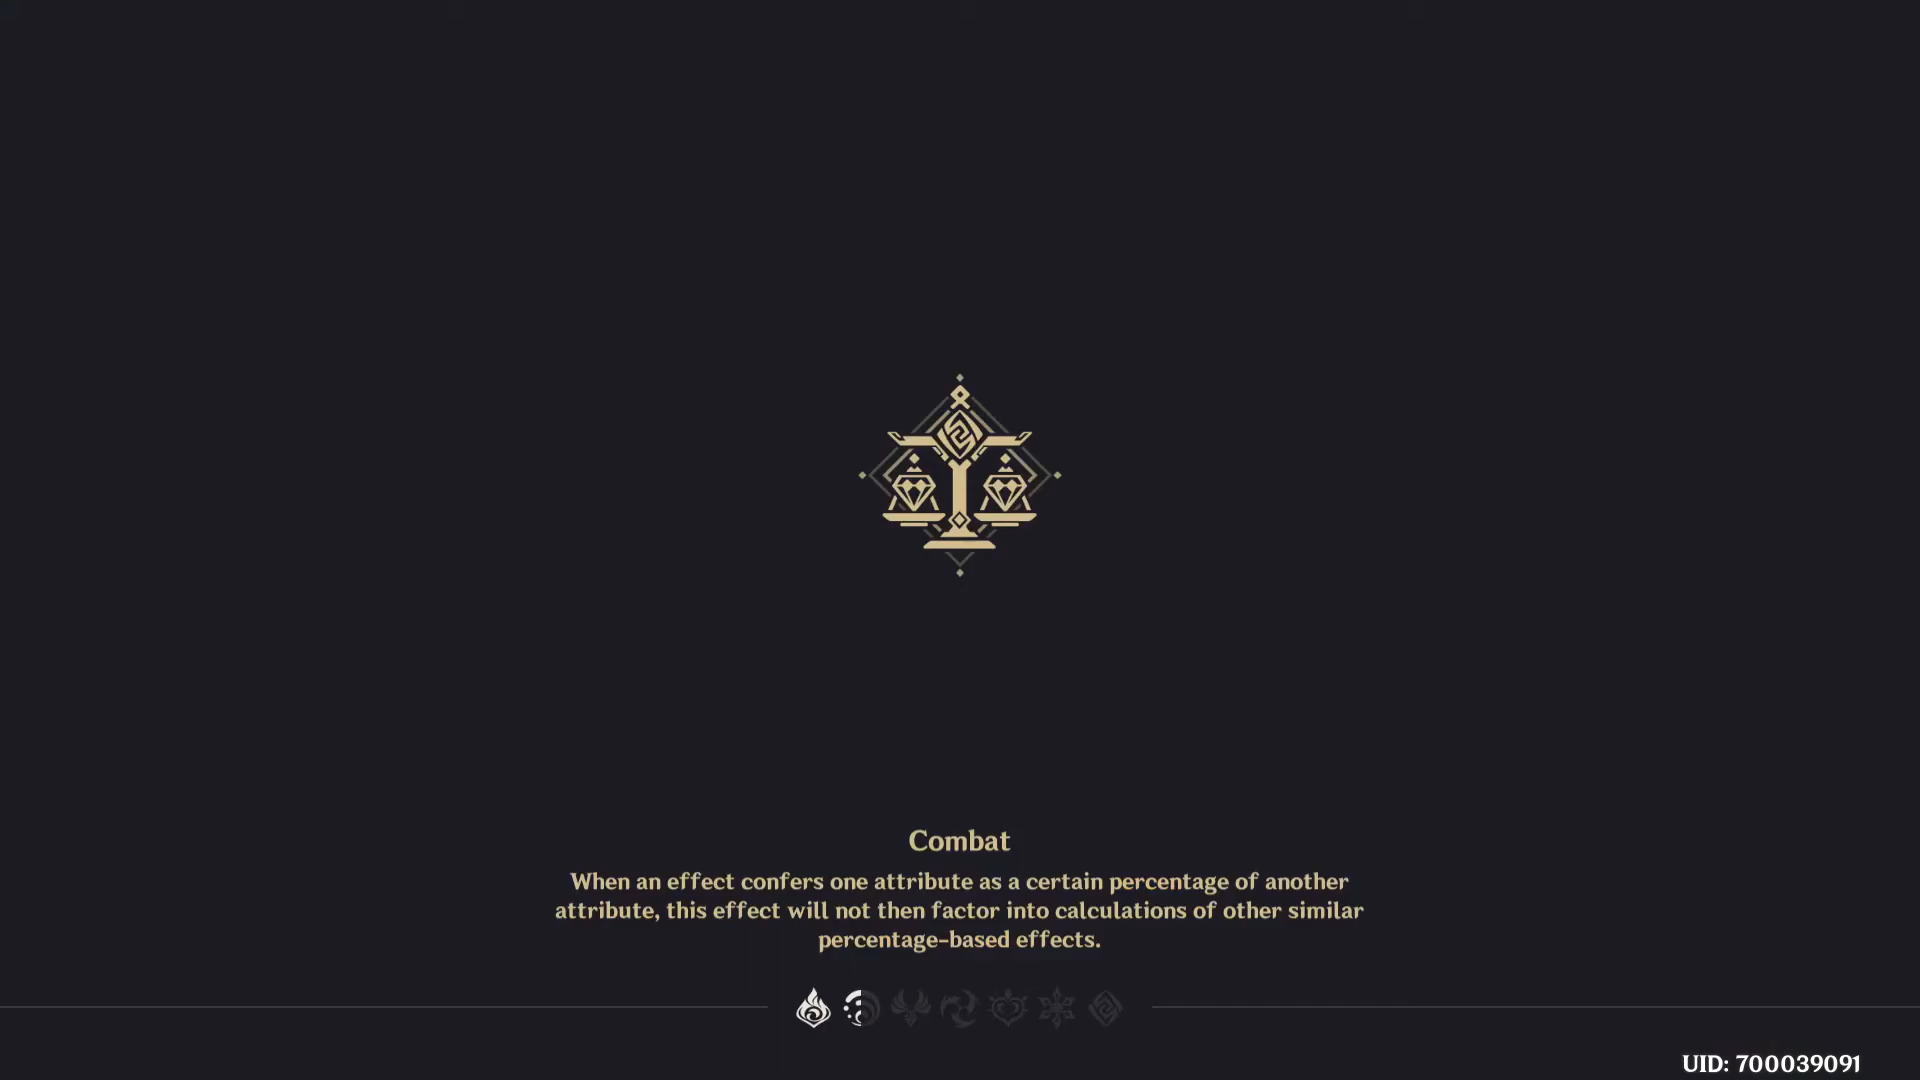 Combat
When an effect confers one attribute as a certain percentage of another
attribute, this effect will not then factor into calculations of other similar
percentage-based effects.
UID: 700039091